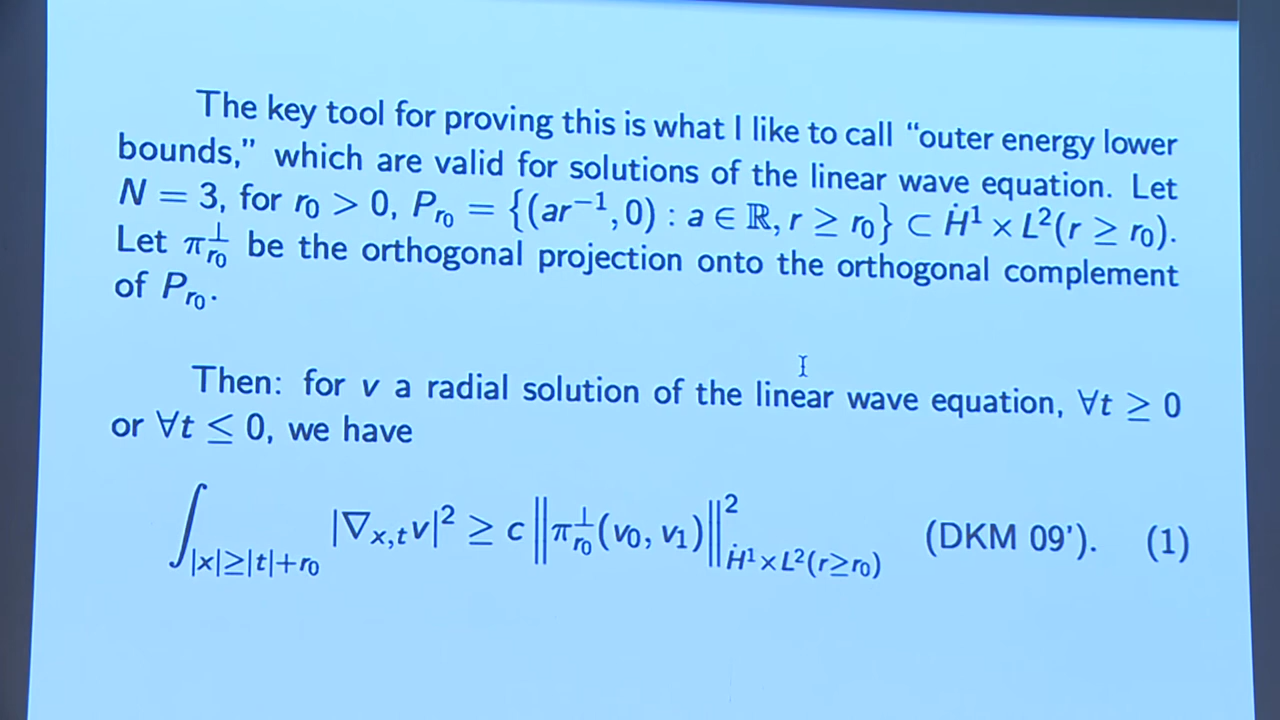 The key tool for proving this is what I like to call “outer energy lower
bounds,” which are valid for solutions of the linear wave equation. Let
N = 3, for r₀ > 0, P_{r₀} = {(ar⁻¹, 0) : a ∈ ℝ, r ≥ r₀} ⊂ Ḣ¹ × L²(r ≥ r₀).
Let π^⊥_{r₀} be the orthogonal projection onto the orthogonal complement
of P_{r₀}.
Then: for v a radial solution of the linear wave equation, ∀t ≥ 0
or ∀t ≤ 0, we have
∫_{|x|≥|t|+r₀} |∇_{x,t}v|² ≥ c ‖π^⊥_{r₀}(v₀, v₁)‖²_{Ḣ¹×L²(r≥r₀)} (DKM 09’). (1)